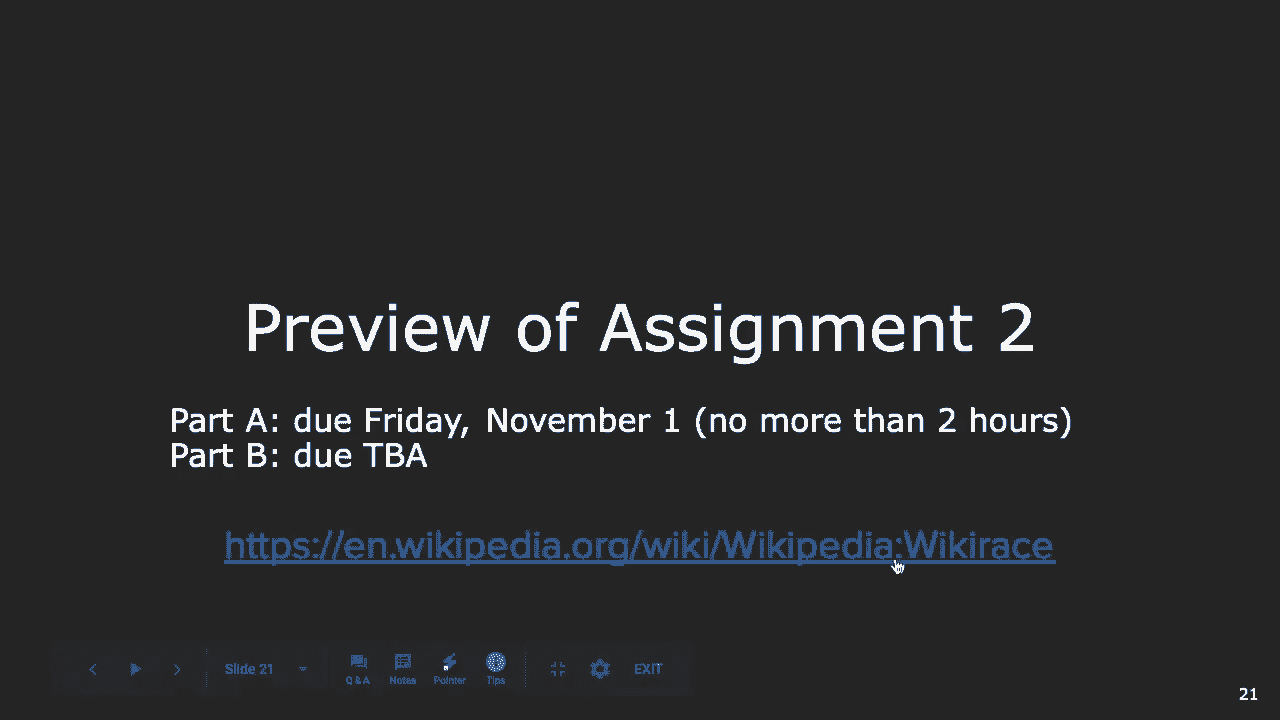 Preview of Assignment 2
Part A: due Friday, November 1 (no more than 2 hours)
Part B: due TBA
https://en.wikipedia.org/wiki/Wikipedia:Wikirace
Slide 21
Q & A
Notes
Pointer
Tips
EXIT
21